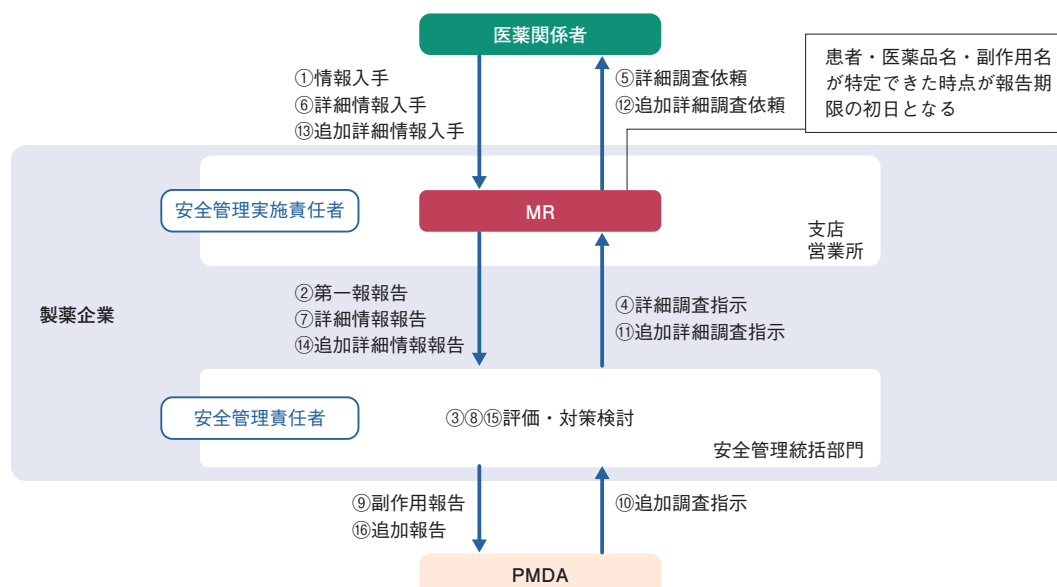 医薬関係者
①情報入手
⑥詳細情報入手
⑬追加詳細情報入手
⑤詳細調査依頼
⑫追加詳細調査依頼
患者・医薬品名・副作用名
が特定できた時点が報告期
限の初日となる
安全管理実施責任者
MR
支店
営業所
製薬企業
②第一報報告
⑦詳細情報報告
⑭追加詳細情報報告
④詳細調査指示
⑪追加詳細調査指示
安全管理責任者
③⑧⑮評価・対策検討
安全管理統括部門
⑨副作用報告
⑯追加報告
⑩追加調査指示
PMDA